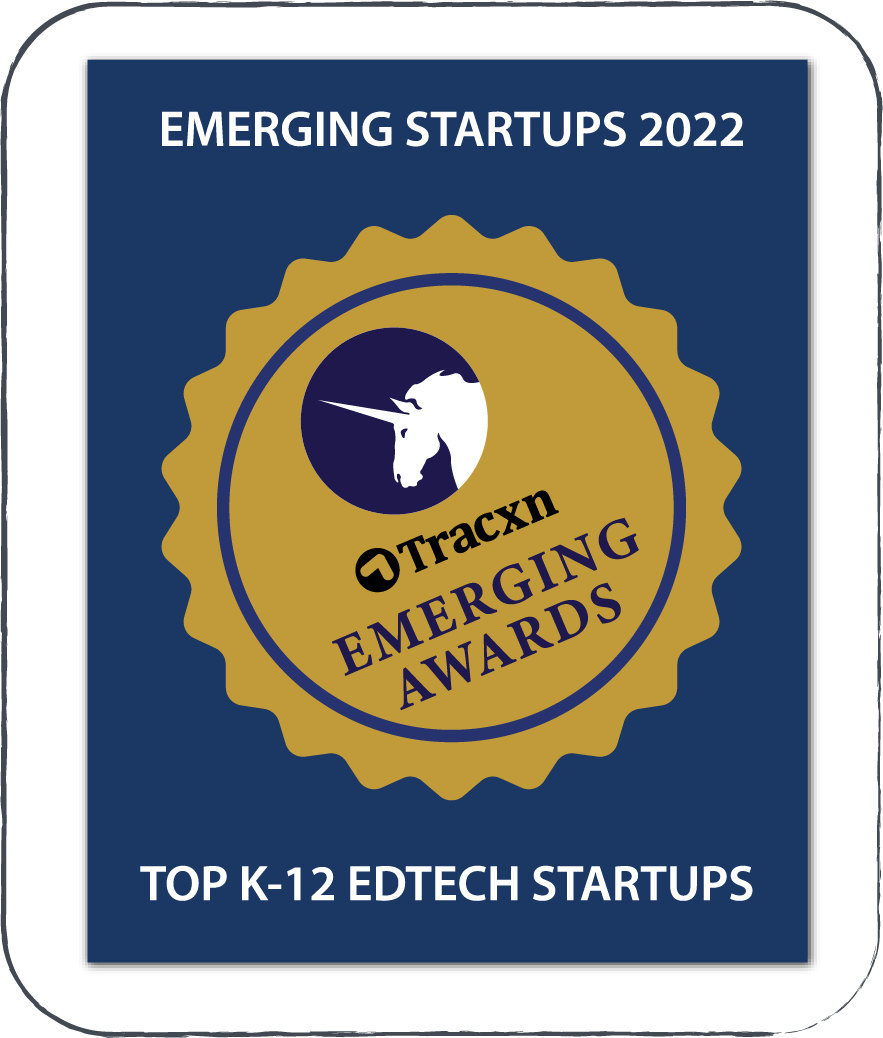 EMERGING STARTUPS 2022
Tracxn
EMERGING
AWARDS
TOP K-12 EDTECH STARTUPS